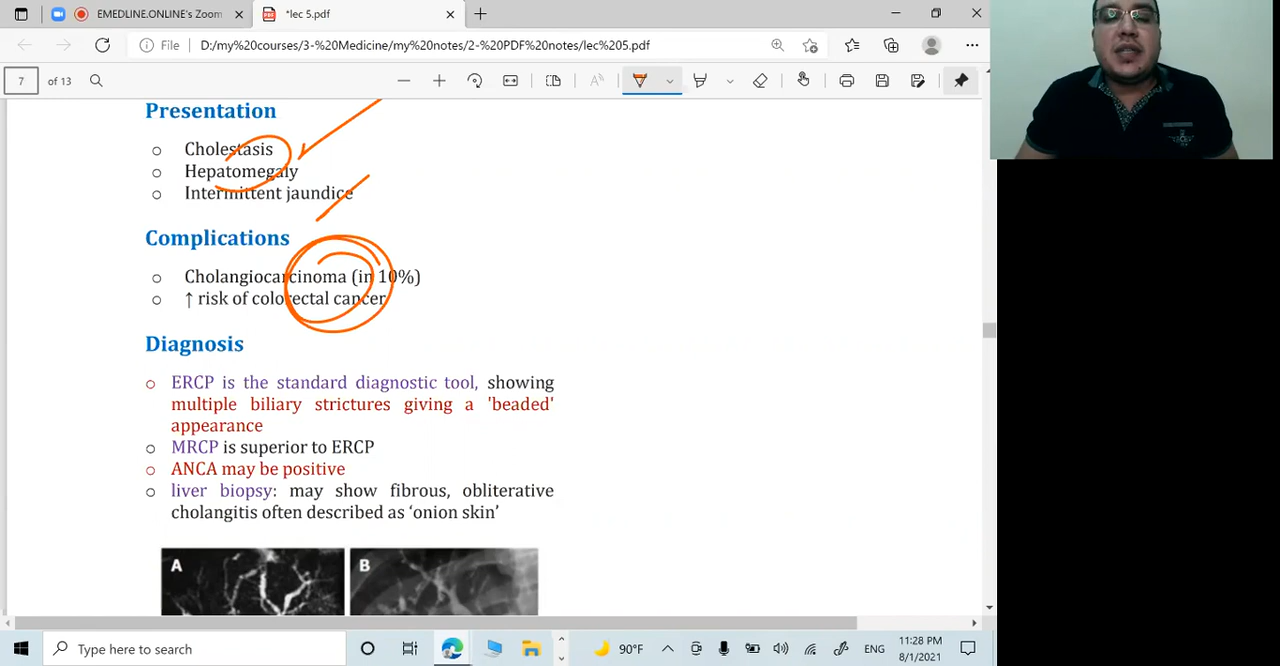 EMEDLINE.ONLINE's Zoom
*lec 5.pdf
File
D:/my%20courses/3-%20Medicine/my%20notes/2-%20PDF%20notes/lec%205.pdf
7 of 13
Presentation
○ Cholestasis
○ Hepatomegaly
○ Intermittent jaundice
Complications
○ Cholangiocarcinoma (in 10%)
○ ↑ risk of colorectal cancer
Diagnosis
○ ERCP is the standard diagnostic tool, showing
multiple biliary strictures giving a 'beaded'
appearance
○ MRCP is superior to ERCP
○ ANCA may be positive
○ liver biopsy: may show fibrous, obliterative
cholangitis often described as ‘onion skin’
A
B
Type here to search
90°F
ENG
11:28 PM
8/1/2021